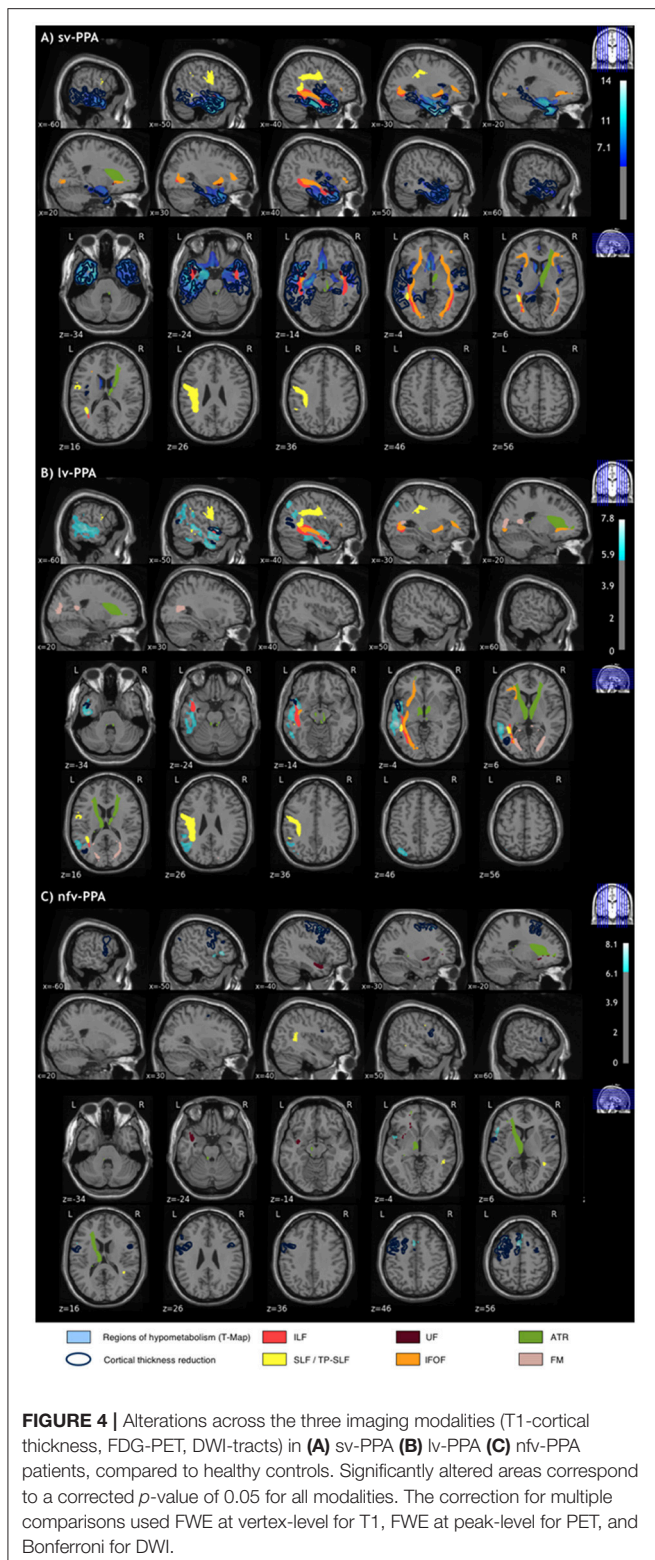 A) sv-PPA
x=-60 x=-50 x=-40 x=-30 x=-20
14
11
7.1
x=20 x=30 x=40 x=50 x=60
L R L R L R L R L R
z=-34 z=-24 z=-14 z=-4 z=6
L R L R L R L R L R
z=16 z=26 z=36 z=46 z=56
B) lv-PPA
x=-60 x=-50 x=-40 x=-30 x=-20
7.8
5.9
3.9
0
x=20 x=30 x=40 x=50 x=60
L R L R L R L R L R
z=-34 z=-24 z=-14 z=-4 z=6
L R L R L R L R L R
z=16 z=26 z=36 z=46 z=56
C) nfv-PPA
x=-60 x=-50 x=-40 x=-30 x=-20
8.1
6.1
3.9
2
0
x=20 x=30 x=40 x=50 x=60
L R L R L R L R L R
z=-34 z=-24 z=-14 z=-4 z=6
L R L R L R L R L R
z=16 z=26 z=36 z=46 z=56
Regions of hypometabolism (T-Map) ILF UF ATR
Cortical thickness reduction SLF / TP-SLF IFOF FM
FIGURE 4 | Alterations across the three imaging modalities (T1-cortical
thickness, FDG-PET, DWI-tracts) in (A) sv-PPA (B) lv-PPA (C) nfv-PPA
patients, compared to healthy controls. Significantly altered areas correspond
to a corrected p-value of 0.05 for all modalities. The correction for multiple
comparisons used FWE at vertex-level for T1, FWE at peak-level for PET, and
Bonferroni for DWI.